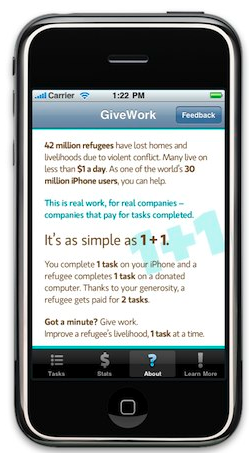 Carrier 1:22 PM
GiveWork Feedback
42 million refugees have lost homes and
livelihoods due to violent conflict. Many live on
less than $1 a day. As one of the world's 30
million iPhone users, you can help.
This is real work, for real companies –
companies that pay for tasks completed.
It's as simple as 1 + 1.
1+1
You complete 1 task on your iPhone and a
refugee completes 1 task on a donated
computer. Thanks to your generosity, a
refugee gets paid for 2 tasks.
Got a minute? Give work.
Improve a refugee's livelihood, 1 task at a time.
Tasks $ Stats ? About ! Learn More